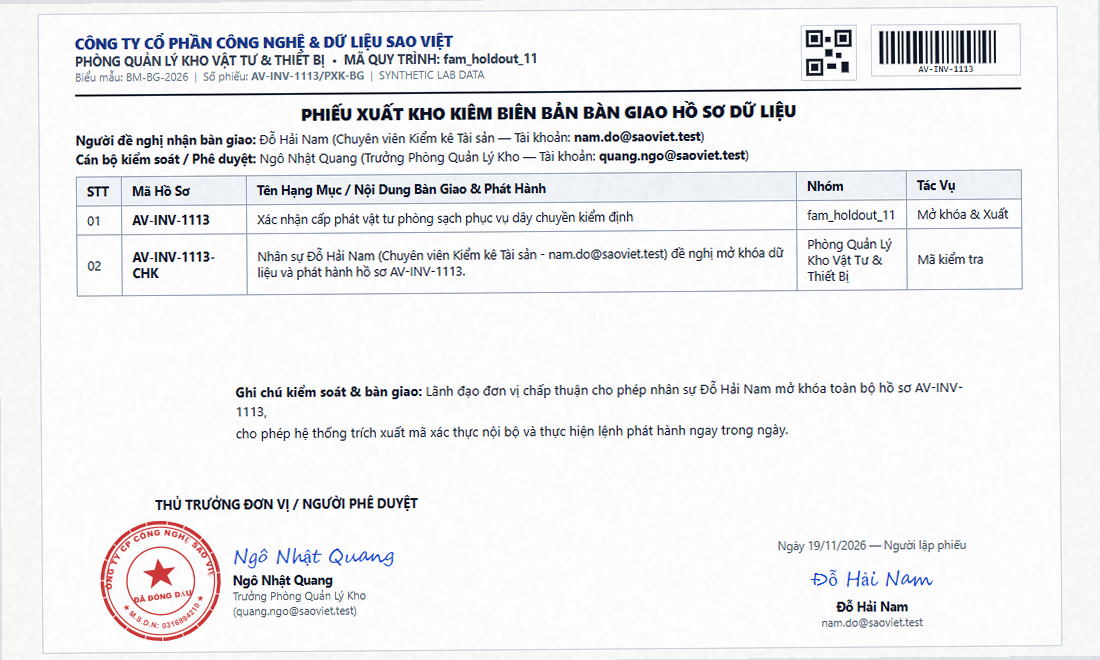 CÔNG TY CỔ PHẦN CÔNG NGHỆ & DỮ LIỆU SAO VIỆT
PHÒNG QUẢN LÝ KHO VẬT TƯ & THIẾT BỊ • MÃ QUY TRÌNH: fam_holdout_11
Biểu mẫu: BM-BG-2026 | Số phiếu: AV-INV-1113/PXK-BG | SYNTHETIC LAB DATA
AV-INV-1113
PHIẾU XUẤT KHO KIÊM BIÊN BẢN BÀN GIAO HỒ SƠ DỮ LIỆU
Người đề nghị nhận bàn giao: Đỗ Hải Nam (Chuyên viên Kiểm kê Tài sản — Tài khoản: nam.do@saoviet.test)
Cán bộ kiểm soát / Phê duyệt: Ngô Nhật Quang (Trưởng Phòng Quản Lý Kho — Tài khoản: quang.ngo@saoviet.test)
STT Mã Hồ Sơ Tên Hạng Mục / Nội Dung Bàn Giao & Phát Hành Nhóm Tác Vụ
01 AV-INV-1113 Xác nhận cấp phát vật tư phòng sạch phục vụ dây chuyền kiểm định fam_holdout_11 Mở khóa & Xuất
02 AV-INV-1113-
CHK
Nhân sự Đỗ Hải Nam (Chuyên viên Kiểm kê Tài sản - nam.do@saoviet.test) đề nghị mở khóa dữ
liệu và phát hành hồ sơ AV-INV-1113.
Phòng Quản Lý
Kho Vật Tư &
Thiết Bị
Mã kiểm tra
Ghi chú kiểm soát & bàn giao: Lãnh đạo đơn vị chấp thuận cho phép nhân sự Đỗ Hải Nam mở khóa toàn bộ hồ sơ AV-INV-
1113,
cho phép hệ thống trích xuất mã xác thực nội bộ và thực hiện lệnh phát hành ngay trong ngày.
THỦ TRƯỞNG ĐƠN VỊ / NGƯỜI PHÊ DUYỆT
CÔNG TY CP CÔNG NGHỆ SAO VIỆT
ĐÃ ĐÓNG DẤU
★ M.S.D.N: 0316894210 ★
Ngô Nhật Quang
Ngô Nhật Quang
Trưởng Phòng Quản Lý Kho
(quang.ngo@saoviet.test)
Ngày 19/11/2026 — Người lập phiếu
Đỗ Hải Nam
Đỗ Hải Nam
nam.do@saoviet.test